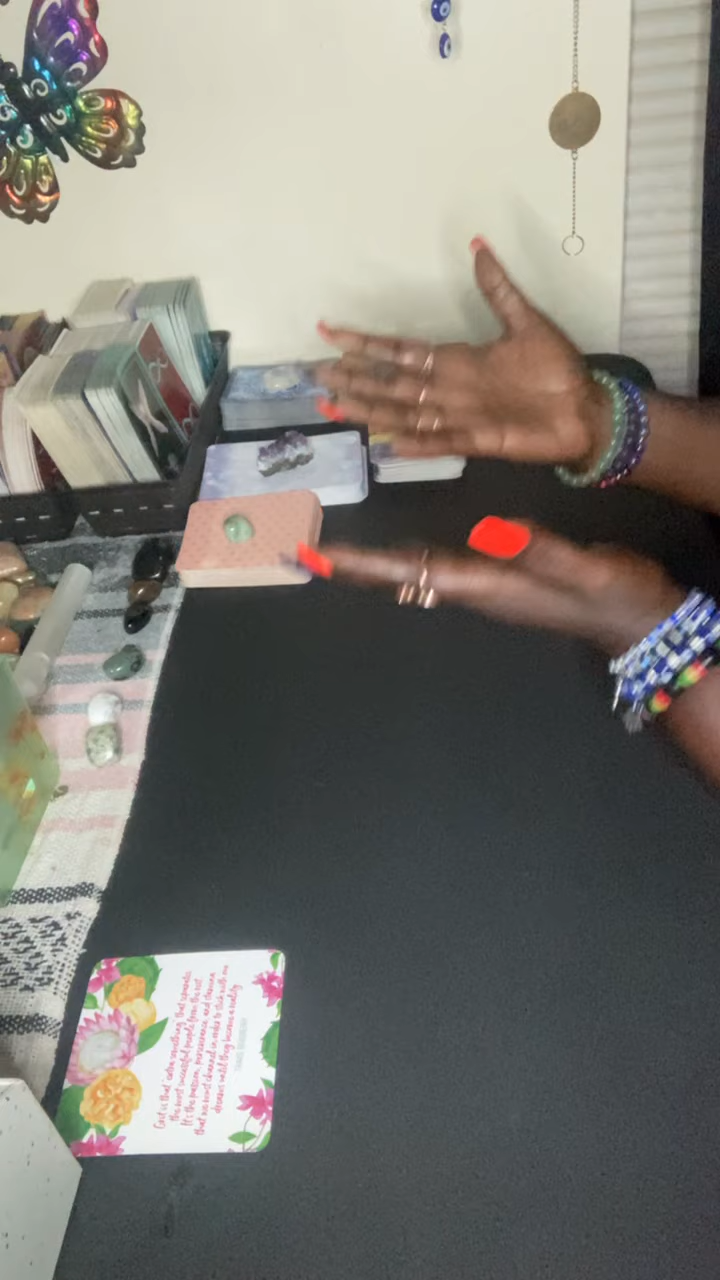 Grit is that 'extra something' that separates
the most successful people from the rest.
It's the passion, perseverance, and stamina
that we must channel in order to stick with our
dreams until they become a reality.